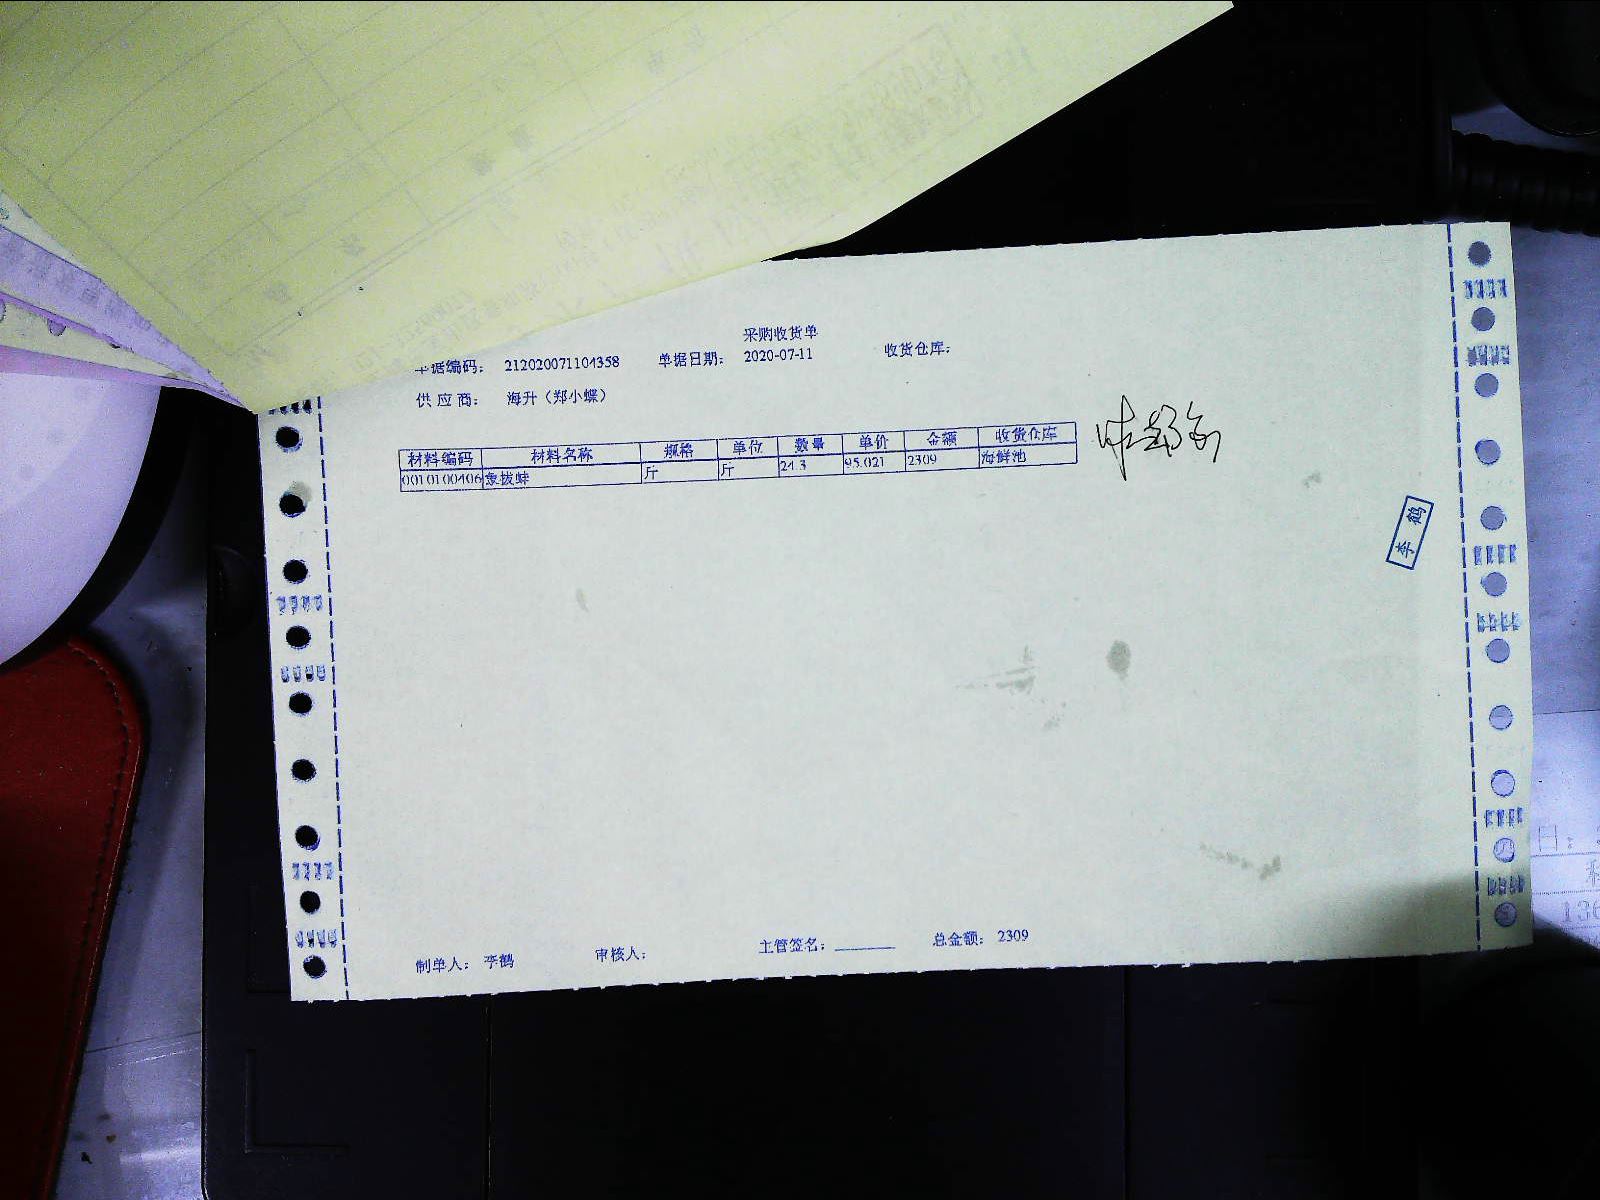 采购收货单
单据编码： 212020071104358 单据日期： 2020-07-11 收货仓库：
供 应 商： 海升（郑小蝶）
材料编码 材料名称 规格 单位 数量 单价 金额 收货仓库
0010100406 象拔蚌 斤 斤 24.3 95.021 2309 海鲜池
李鹤
制单人： 李鹤 审核人： 主管签名： 总金额： 2309